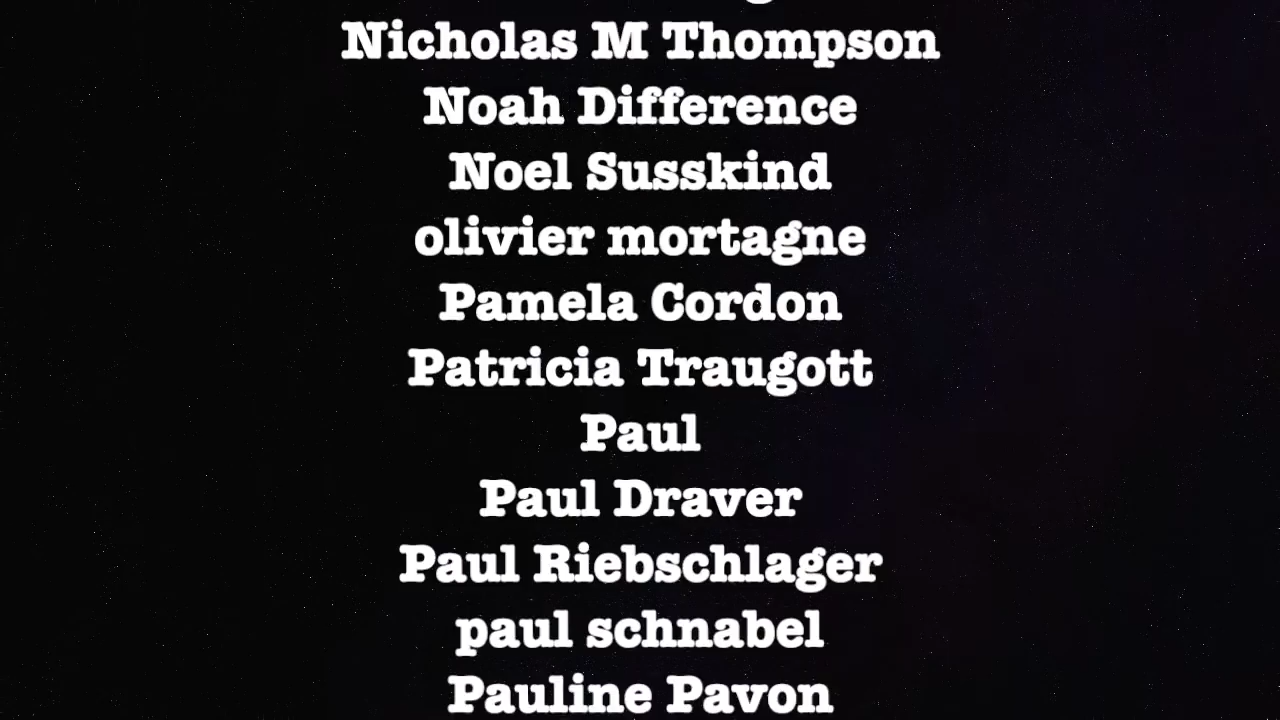 Nicholas M Thompson
Noah Difference
Noel Susskind
olivier mortagne
Pamela Cordon
Patricia Traugott
Paul
Paul Draver
Paul Riebschlager
paul schnabel
Pauline Pavon